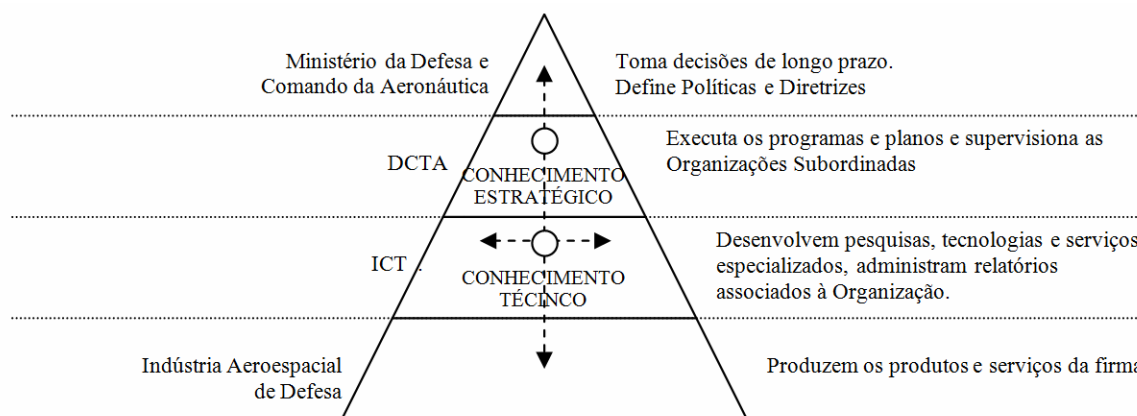 Ministério da Defesa e
Comando da Aeronáutica
Toma decisões de longo prazo.
Define Políticas e Diretrizes
DCTA
CONHECIMENTO
ESTRATÉGICO
Executa os programas e planos e supervisiona as
Organizações Subordinadas
ICT .
CONHECIMENTO
TÉCINCO
Desenvolvem pesquisas, tecnologias e serviços
especializados, administram relatórios
associados à Organização.
Indústria Aeroespacial
de Defesa
Produzem os produtos e serviços da firma